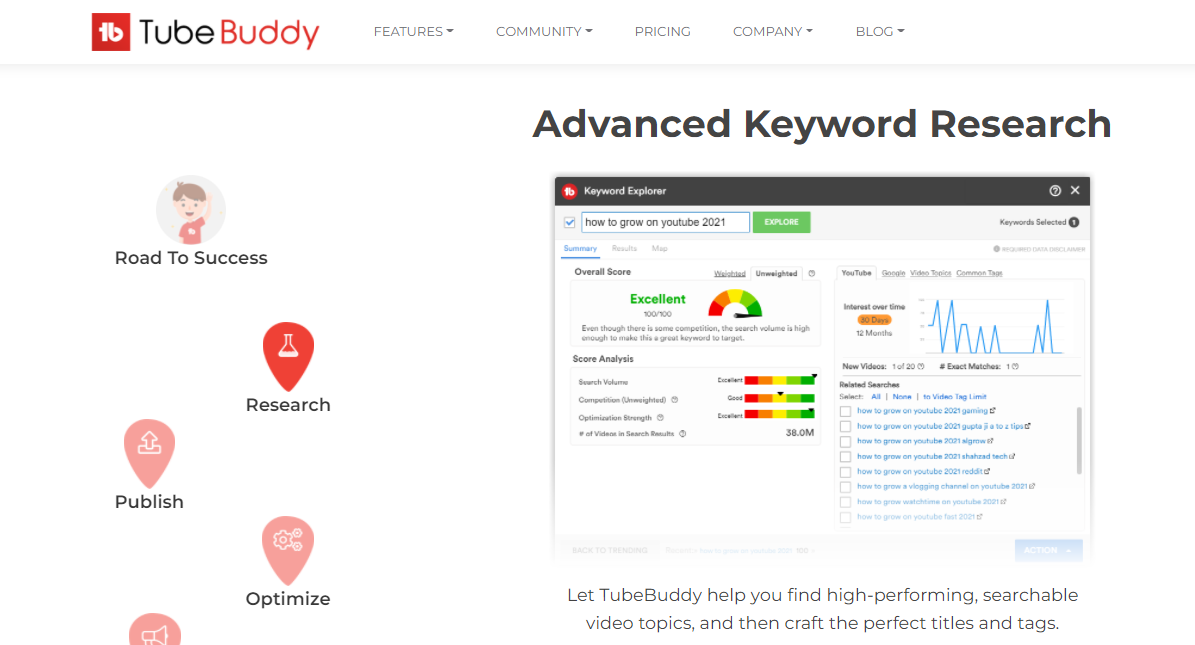 TubeBuddy
FEATURES
COMMUNITY
PRICING
COMPANY
BLOG
Advanced Keyword Research
Road To Success
Research
Publish
Optimize
Keyword Explorer
how to grow on youtube 2021
EXPLORE
Keywords Selected 1
Summary Results Map
REQUIRED DATA DISCLAIMER
Overall Score
Weighted Unweighted
Excellent
100/100
Even though there is some competition, the search volume is high
enough to make this a great keyword to target.
Score Analysis
Search Volume Excellent
Competition (Unweighted) Good
Optimization Strength Excellent
# of Videos in Search Results 38.0M
YouTube Google Video Topics Common Tags
Interest over time
30 Days
12 Months
New Videos: 1 of 20 # Exact Matches: 1
Related Searches
Select: All | None | to Video Tag Limit
how to grow on youtube 2021 gaming
how to grow on youtube 2021 gupta ji a to z tips
how to grow on youtube 2021 algrow
how to grow on youtube 2021 shahzad tech
how to grow on youtube 2021 reddit
how to grow a vlogging channel on youtube 2021
how to grow watchtime on youtube 2021
how to grow on youtube fast 2021
BACK TO TRENDING
how to grow on youtube 2021 100
ACTION
Let TubeBuddy help you find high-performing, searchable
video topics, and then craft the perfect titles and tags.